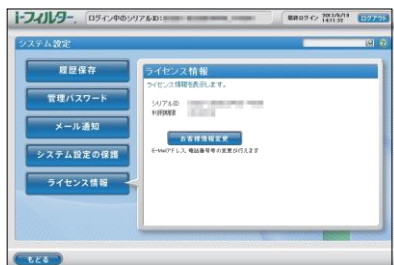 i-フィルター
ログイン中のシリアルID:
最終ログイン
ログアウト
システム設定
履歴保存
管理パスワード
メール通知
システム設定の保護
ライセンス情報
ライセンス情報
ライセンス情報を表示します。
シリアルID
利用期限
お客様情報変更
E-Mailアドレス、電話番号等の変更が行えます
もどる